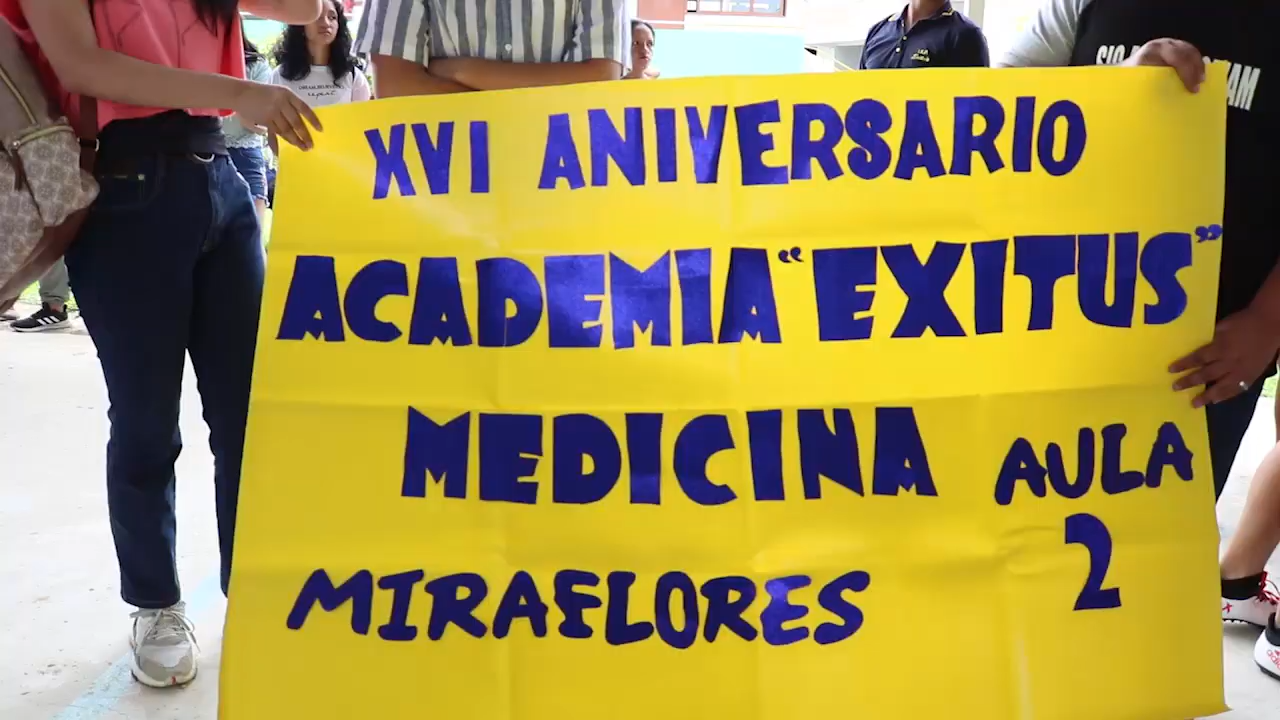 XVI ANIVERSARIO
ACADEMIA "EXITUS"
MEDICINA AULA
2
MIRAFLORES